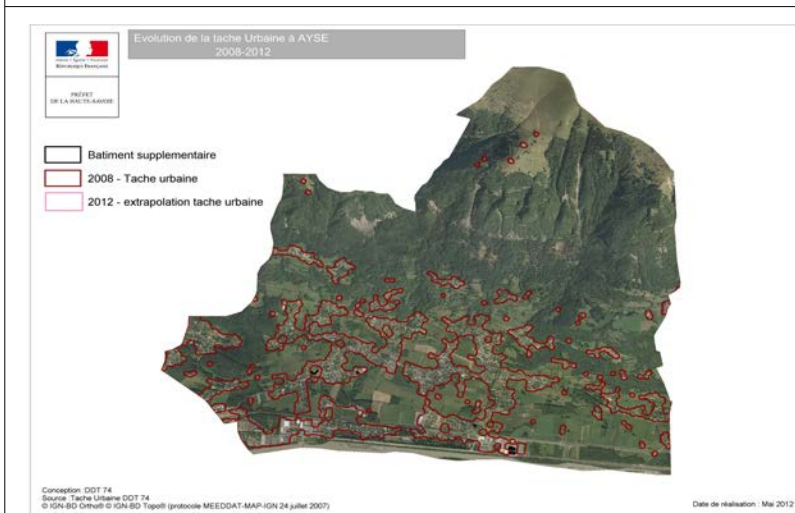 Evolution de la tache Urbaine à AYSE
2008-2012
RÉPUBLIQUE FRANÇAISE
PRÉFET
DE LA HAUTE-SAVOIE
Batiment supplementaire
2008 - Tache urbaine
2012 - extrapolation tache urbaine
Conception :DDT 74
Source :Tache Urbaine DDT 74
© IGN-BD Ortho® © IGN-BD Topo® (protocole MEEDDAT-MAP-IGN 24 juillet 2007)
Date de réalisation : Mai 2012